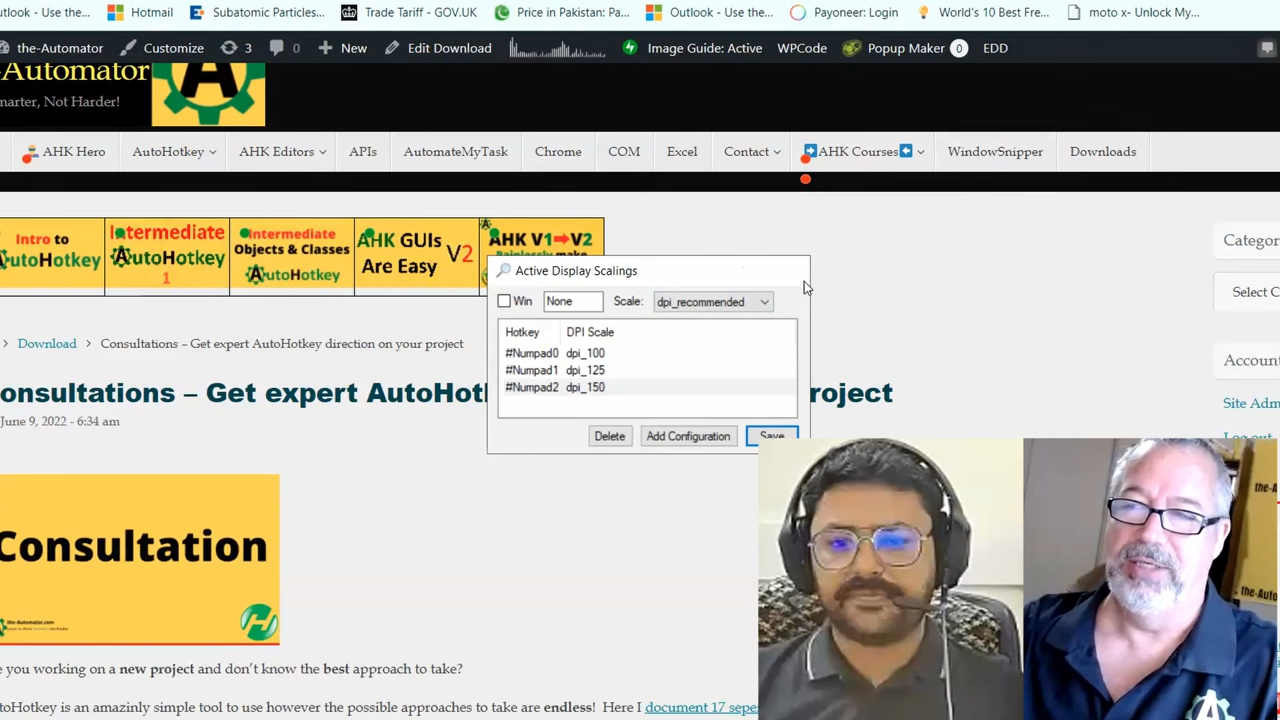 utlook - Use the...
Hotmail
Subatomic Particles...
Trade Tariff - GOV.UK
Price in Pakistan: Pa...
Outlook - Use the...
Payoneer: Login
World's 10 Best Fre...
moto x- Unlock My...
the-Automator
Customize
3
0
New
Edit Download
Image Guide: Active
WPCode
Popup Maker 0
EDD
-Automator
marter, Not Harder!
AHK Hero
AutoHotkey
AHK Editors
APIs
AutomateMyTask
Chrome
COM
Excel
Contact
AHK Courses
WindowSnipper
Downloads
Intro to
utoHotkey
Intermediate
AutoHotkey
1
Intermediate
Objects & Classes
AutoHotkey
AHK GUIs V2
Are Easy
AHK V1 V2
Categor
Select C
Active Display Scalings
Win
None
Scale:
dpi_recommended
Hotkey DPI Scale
#Numpad0 dpi_100
#Numpad1 dpi_125
#Numpad2 dpi_150
Delete
Add Configuration
Save
Download
Consultations – Get expert AutoHotkey direction on your project
Account
onsultations – Get expert AutoHotk
roject
Site Adm
June 9, 2022 - 6:34 am
Log out
Consultation
the-Automator.com
e you working on a new project and don't know the best approach to take?
toHotkey is an amazinly simple tool to use however the possible approaches to take are endless! Here I document 17 sepe